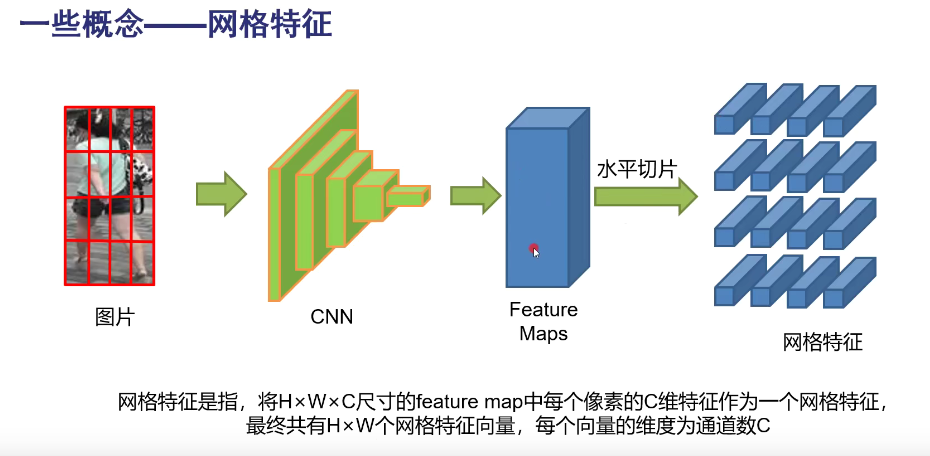 一些概念——网格特征
水平切片
图片
CNN
Feature
Maps
网格特征
网格特征是指，将H×W×C尺寸的feature map中每个像素的C维特征作为一个网格特征，
最终共有H×W个网格特征向量，每个向量的维度为通道数C